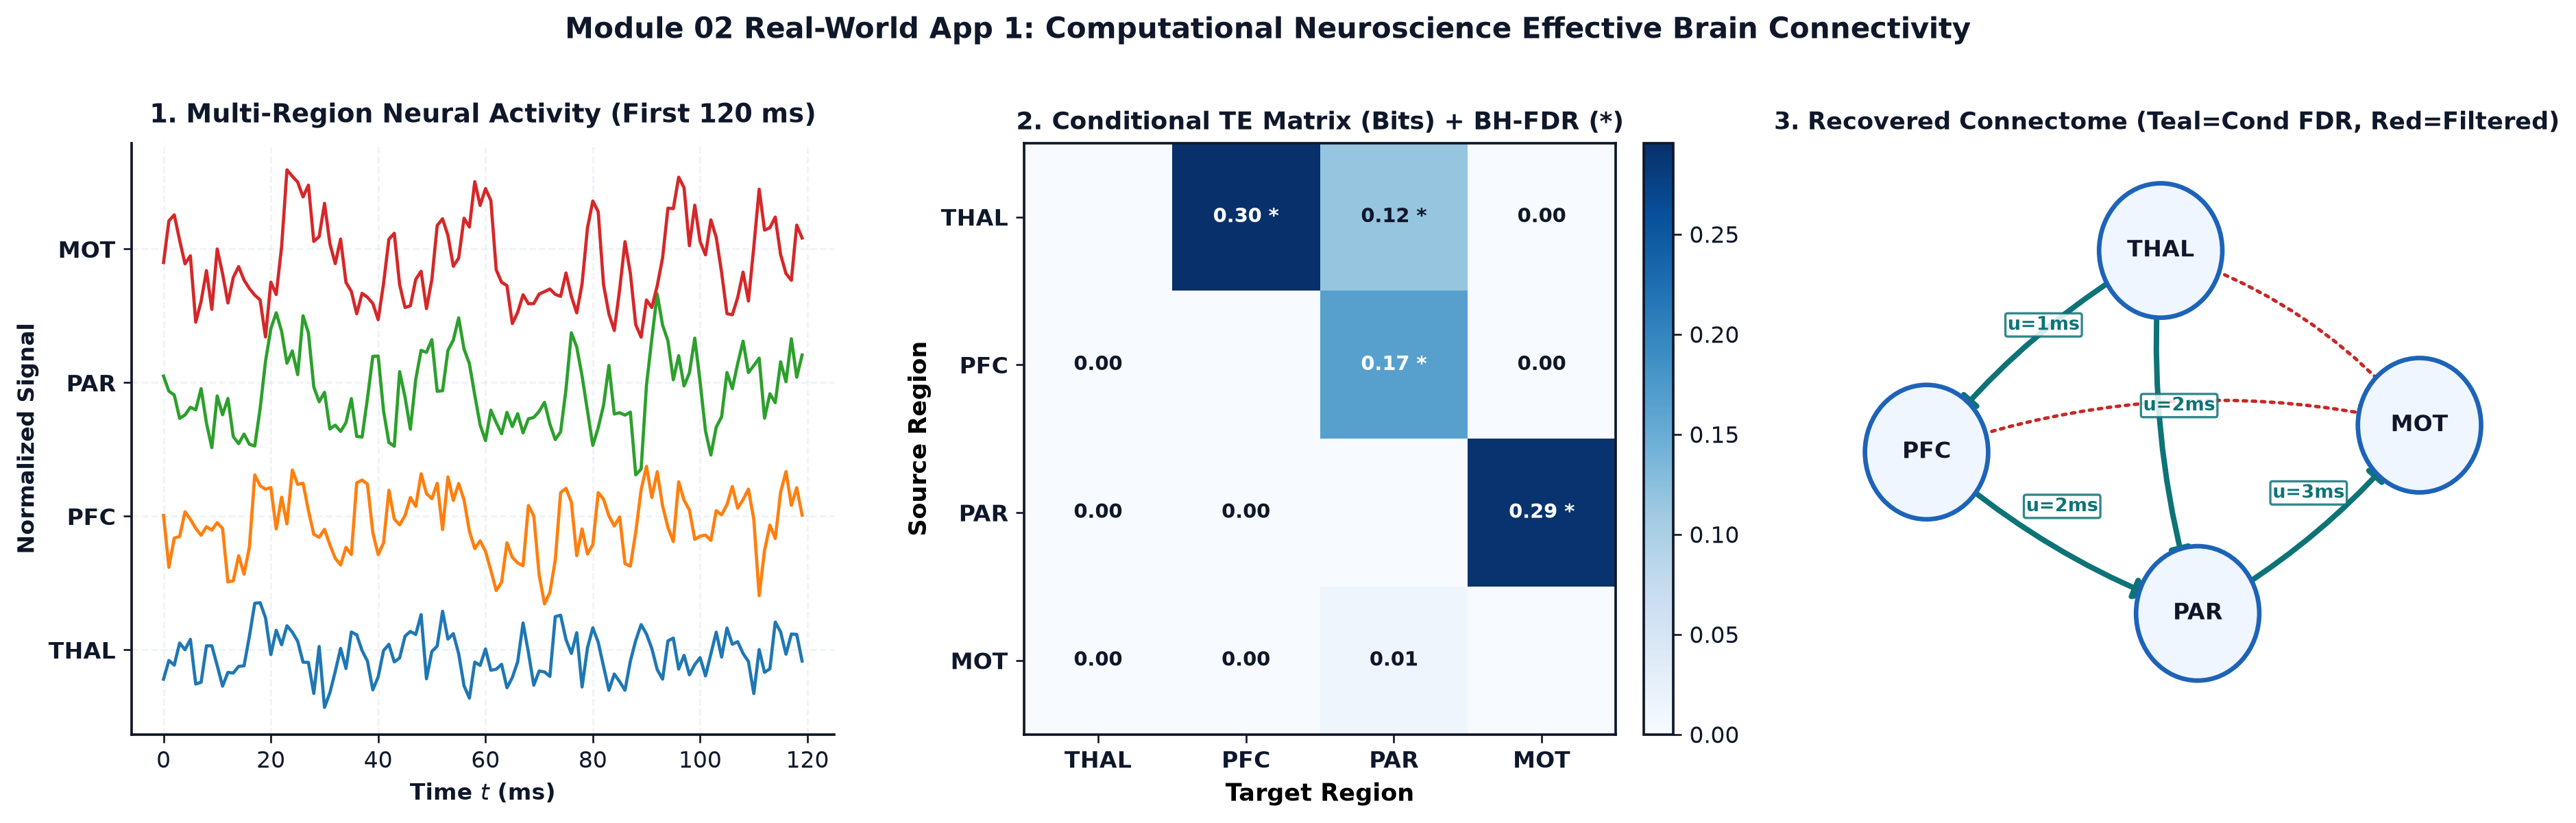 Module 02 Real-World App 1: Computational Neuroscience Effective Brain Connectivity
1. Multi-Region Neural Activity (First 120 ms)
Normalized Signal
MOT
PAR
PFC
THAL
0 20 40 60 80 100 120
Time t (ms)
2. Conditional TE Matrix (Bits) + BH-FDR (*)
Source Region
THAL 0.30 * 0.12 * 0.00
PFC 0.00 0.17 * 0.00
PAR 0.00 0.00 0.29 *
MOT 0.00 0.00 0.01
THAL PFC PAR MOT
Target Region
0.25
0.20
0.15
0.10
0.05
0.00
3. Recovered Connectome (Teal=Cond FDR, Red=Filtered)
THAL
u=1ms
u=2ms
MOT
PFC
u=3ms
u=2ms
PAR